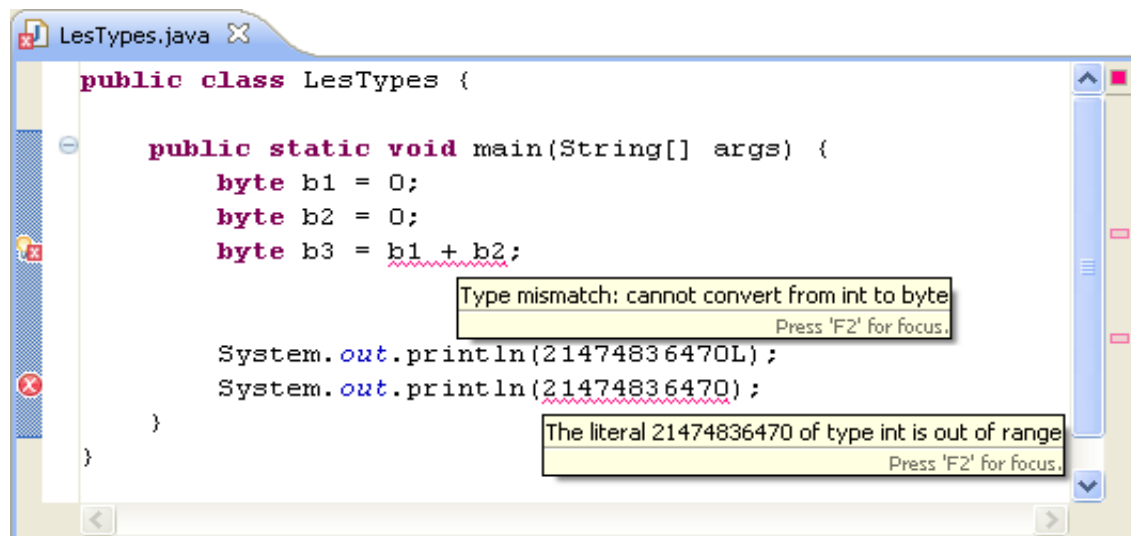 LesTypes.java
public class LesTypes {
public static void main(String[] args) {
byte b1 = 0;
byte b2 = 0;
byte b3 = b1 + b2;
Type mismatch: cannot convert from int to byte
Press 'F2' for focus.
System.out.println(21474836470L);
System.out.println(21474836470);
}
The literal 21474836470 of type int is out of range
Press 'F2' for focus.
}